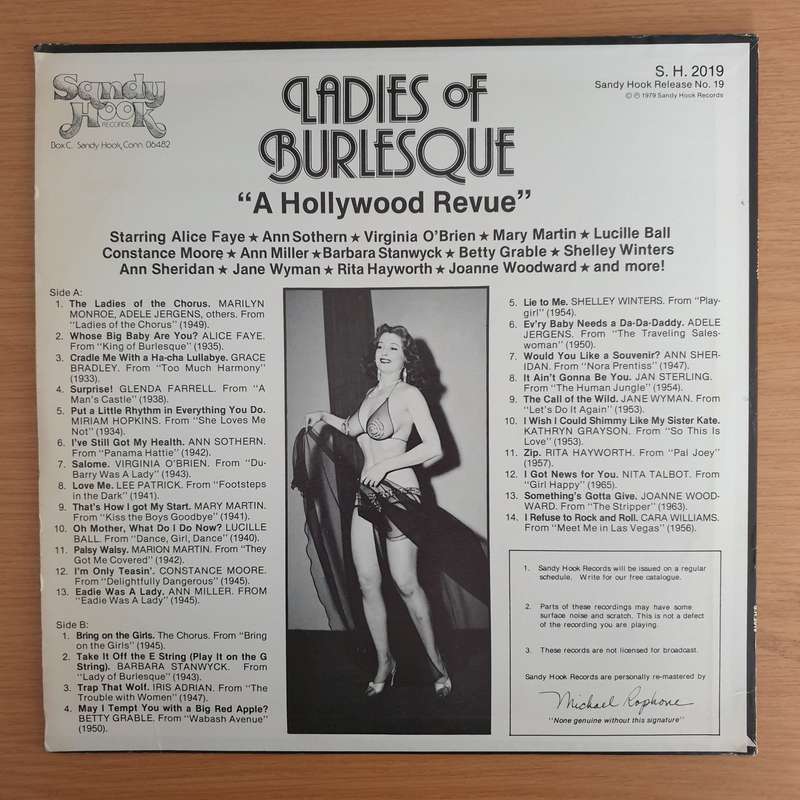 Sandy
Hook
RECORDS
Box C. Sandy Hook, Conn. 06482
LADIES OF
BURLESQUE
"A Hollywood Revue"
S. H. 2019
Sandy Hook Release No. 19
© ℗ 1979 Sandy Hook Records
Starring Alice Faye ★ Ann Sothern ★ Virginia O'Brien ★ Mary Martin ★ Lucille Ball
Constance Moore ★ Ann Miller ★ Barbara Stanwyck ★ Betty Grable ★ Shelley Winters
Ann Sheridan ★ Jane Wyman ★ Rita Hayworth ★ Joanne Woodward ★ and more!
Side A:
1. The Ladies of the Chorus. MARILYN
MONROE, ADELE JERGENS, others. From
"Ladies of the Chorus" (1949).
2. Whose Big Baby Are You? ALICE FAYE.
From "King of Burlesque" (1935).
3. Cradle Me With a Ha-cha Lullabye. GRACE
BRADLEY. From "Too Much Harmony"
(1933).
4. Surprise! GLENDA FARRELL. From "A
Man's Castle" (1938).
5. Put a Little Rhythm in Everything You Do.
MIRIAM HOPKINS. From "She Loves Me
Not" (1934).
6. I've Still Got My Health. ANN SOTHERN.
From "Panama Hattie" (1942).
7. Salome. VIRGINIA O'BRIEN. From "Du-
Barry Was A Lady" (1943).
8. Love Me. LEE PATRICK. From "Footsteps
in the Dark" (1941).
9. That's How I got My Start. MARY MARTIN.
From "Kiss the Boys Goodbye" (1941).
10. Oh Mother, What Do I Do Now? LUCILLE
BALL. From "Dance, Girl, Dance" (1940).
11. Palsy Walsy. MARION MARTIN. From "They
Got Me Covered" (1942).
12. I'm Only Teasin'. CONSTANCE MOORE.
From "Delightfully Dangerous" (1945).
13. Eadie Was A Lady. ANN MILLER. FROM
"Eadie Was A Lady" (1945).
Side B:
1. Bring on the Girls. The Chorus. From "Bring
on the Girls" (1945).
2. Take It Off the E String (Play It on the G
String). BARBARA STANWYCK. From
"Lady of Burlesque" (1943).
3. Trap That Wolf. IRIS ADRIAN. From "The
Trouble with Women" (1947).
4. May I Tempt You with a Big Red Apple?
BETTY GRABLE. From "Wabash Avenue"
(1950).
5. Lie to Me. SHELLEY WINTERS. From "Play-
girl" (1954).
6. Ev'ry Baby Needs a Da-Da-Daddy. ADELE
JERGENS. From "The Traveling Sales-
woman" (1950).
7. Would You Like a Souvenir? ANN SHER-
IDAN. From "Nora Prentiss" (1947).
8. It Ain't Gonna Be You. JAN STERLING.
From "The Human Jungle" (1954).
9. The Call of the Wild. JANE WYMAN. From
"Let's Do It Again" (1953).
10. I Wish I Could Shimmy Like My Sister Kate.
KATHRYN GRAYSON. From "So This Is
Love" (1953).
11. Zip. RITA HAYWORTH. From "Pal Joey"
(1957).
12. I Got News for You. NITA TALBOT. From
"Girl Happy" (1965).
13. Something's Gotta Give. JOANNE WOOD-
WARD. From "The Stripper" (1963).
14. I Refuse to Rock and Roll. CARA WILLIAMS.
From "Meet Me in Las Vegas" (1956).
1. Sandy Hook Records will be issued on a regular
schedule. Write for our free catalogue.
2. Parts of these recordings may have some
surface noise and scratch. This is not a defect
of the recording you are playing.
3. These records are not licensed for broadcast.
Sandy Hook Records are personally re-mastered by
Michael Rophone
"None genuine without this signature"